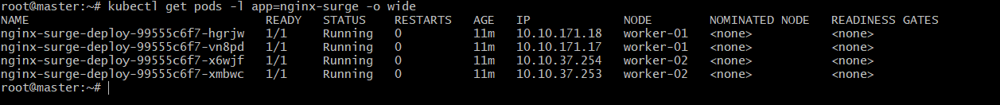 root@master:~# kubectl get pods -l app=nginx-surge -o wide
NAME READY STATUS RESTARTS AGE IP NODE NOMINATED NODE READINESS GATES
nginx-surge-deploy-99555c6f7-hgrjw 1/1 Running 0 11m 10.10.171.18 worker-01 <none> <none>
nginx-surge-deploy-99555c6f7-vn8pd 1/1 Running 0 11m 10.10.171.17 worker-01 <none> <none>
nginx-surge-deploy-99555c6f7-x6wjf 1/1 Running 0 11m 10.10.37.254 worker-02 <none> <none>
nginx-surge-deploy-99555c6f7-xmbwc 1/1 Running 0 11m 10.10.37.253 worker-02 <none> <none>
root@master:~#